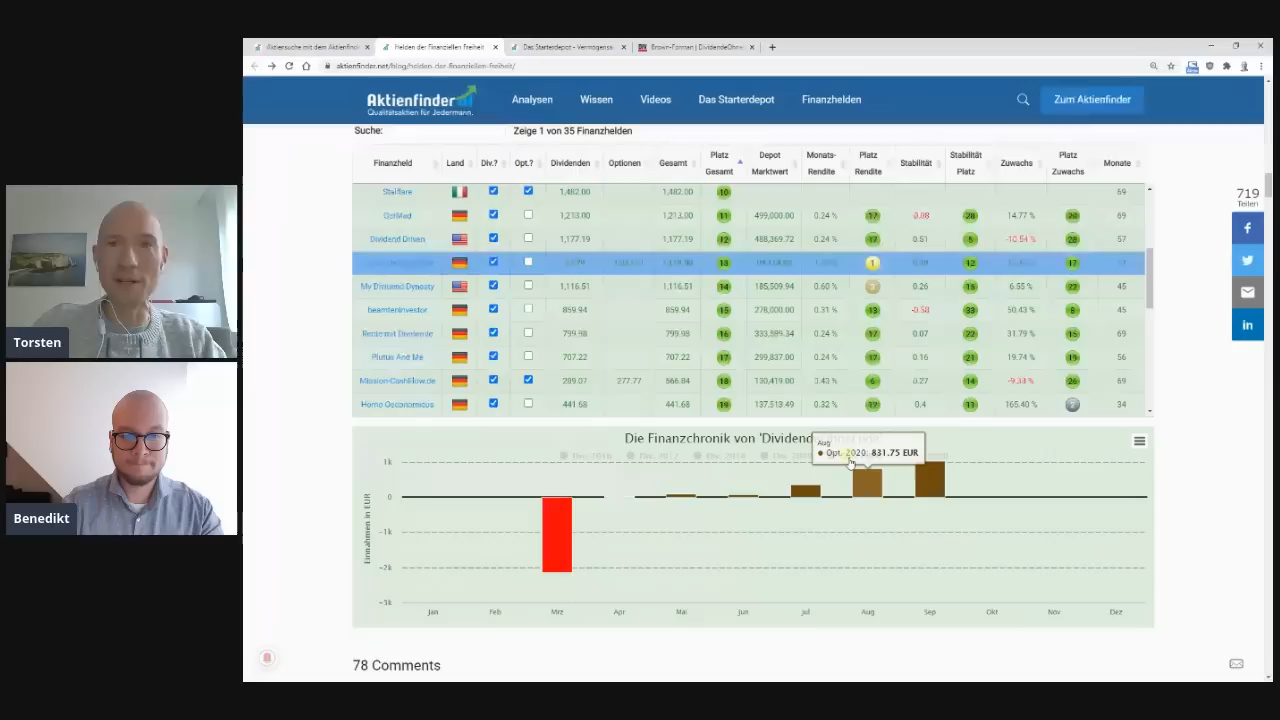 Aktiensuche mit dem Aktienfind
Helden der Finanziellen Freiheit
Das Starterdepot - Vermögensa
Brown-Forman | DividendeOhne
aktienfinder.net/blog/helden-der-finanziellen-freiheit/
Aktienfinder
Qualitätsaktien für Jedermann.
Analysen
Wissen
Videos
Das Starterdepot
Finanzhelden
Zum Aktienfinder
Suche:
Zeige 1 von 35 Finanzhelden
Finanzheld Land Div.? Opt.? Dividenden Optionen Gesamt Platz Gesamt Depot Marktwert Monats-Rendite Platz Rendite Stabilität Stabilität Platz Zuwachs Platz Zuwachs Monate
1,482.00 1,482.00 10 69
OptiMad 1,213.00 1,213.00 11 499,000.00 0.24 % 17 -0.08 28 14.77 % 20 69
Dividend Driven 1,177.19 1,177.19 12 488,369.72 0.24 % 17 0.51 5 -10.54 % 28 57
13 1 12 17
My Dividend Dynasty 1,116.51 1,116.51 14 185,509.94 0.60 % 3 0.26 15 6.55 % 22 45
beamteninvestor 859.94 859.94 15 278,000.00 0.31 % 13 -0.58 33 50.43 % 8 45
Rente mit Dividende 799.98 799.98 16 333,589.34 0.24 % 17 0.07 22 31.79 % 15 69
Plutus And Me 707.22 707.22 17 299,837.00 0.24 % 17 0.16 21 19.74 % 19 56
Mission-Cashflow.de 289.07 277.77 566.84 18 130,419.00 0.43 % 6 0.27 14 -9.33 % 26 69
Homo Oeconomicus 441.68 441.68 19 137,513.49 0.32 % 12 0.4 11 165.40 % 2 34
719
Teilen
Torsten
Benedikt
Die Finanzchronik von 'Dividend
Aug
Opt. 2020: 831.75 EUR
Einnahmen in EUR
1k
0
-1k
-2k
-3k
Jan Feb Mrz Apr Mai Jun Jul Aug Sep Okt Nov Dez
78 Comments